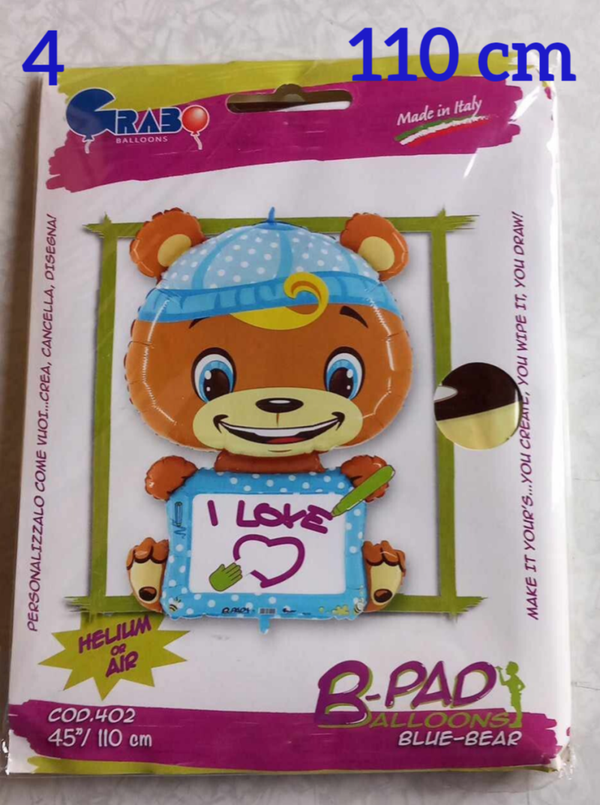 4
110 cm
GRABO
BALLOONS
Made in Italy
PERSONALIZZALO COME VUOI...CREA, CANCELLA, DISEGNA!
MAKE IT YOUR'S...YOU CREATE, YOU WIPE IT, YOU DRAW!
I LOVE
HELIUM
OR
AIR
B-PAD
BALLOONS
BLUE-BEAR
COD.402
45"/ 110 cm